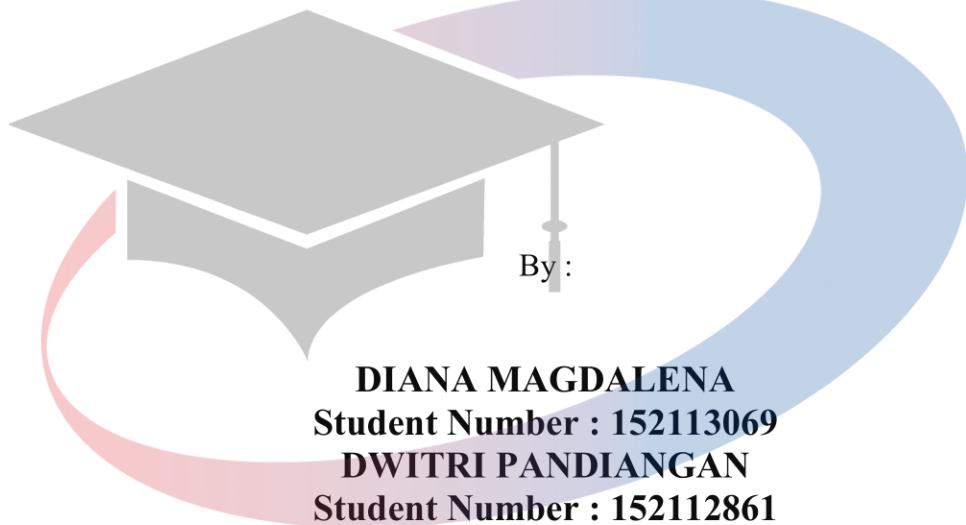 By :
DIANA MAGDALENA
Student Number : 152113069
DWITRI PANDIANGAN
Student Number : 152112861